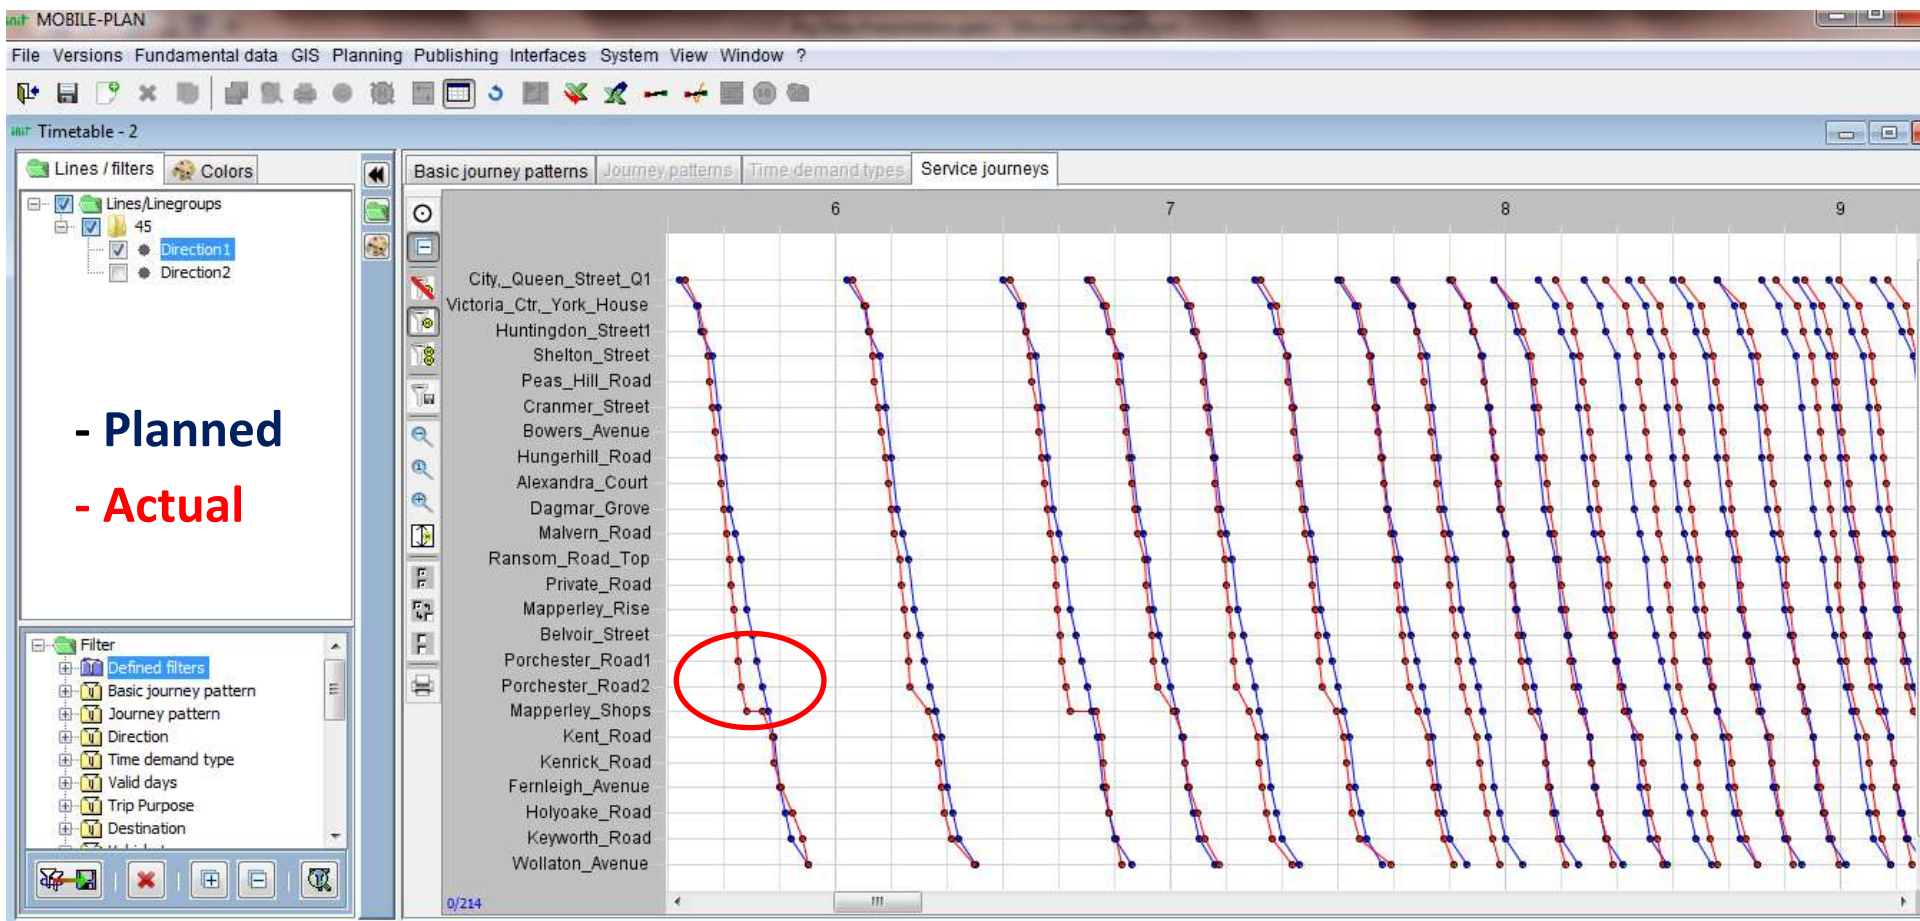 init MOBILE-PLAN
File Versions Fundamental data GIS Planning Publishing Interfaces System View Window ?
init Timetable - 2
Lines / filters Colors
Basic journey patterns Journey patterns Time demand types Service journeys
Lines/Linegroups
45
Direction1
Direction2
- Planned
- Actual
Filter
Defined filters
Basic journey pattern
Journey pattern
Direction
Time demand type
Valid days
Trip Purpose
Destination
6 7 8 9
City,_Queen_Street_Q1
Victoria_Ctr,_York_House
Huntingdon_Street1
Shelton_Street
Peas_Hill_Road
Cranmer_Street
Bowers_Avenue
Hungerhill_Road
Alexandra_Court
Dagmar_Grove
Malvern_Road
Ransom_Road_Top
Private_Road
Mapperley_Rise
Belvoir_Street
Porchester_Road1
Porchester_Road2
Mapperley_Shops
Kent_Road
Kenrick_Road
Fernleigh_Avenue
Holyoake_Road
Keyworth_Road
Wollaton_Avenue
0/214